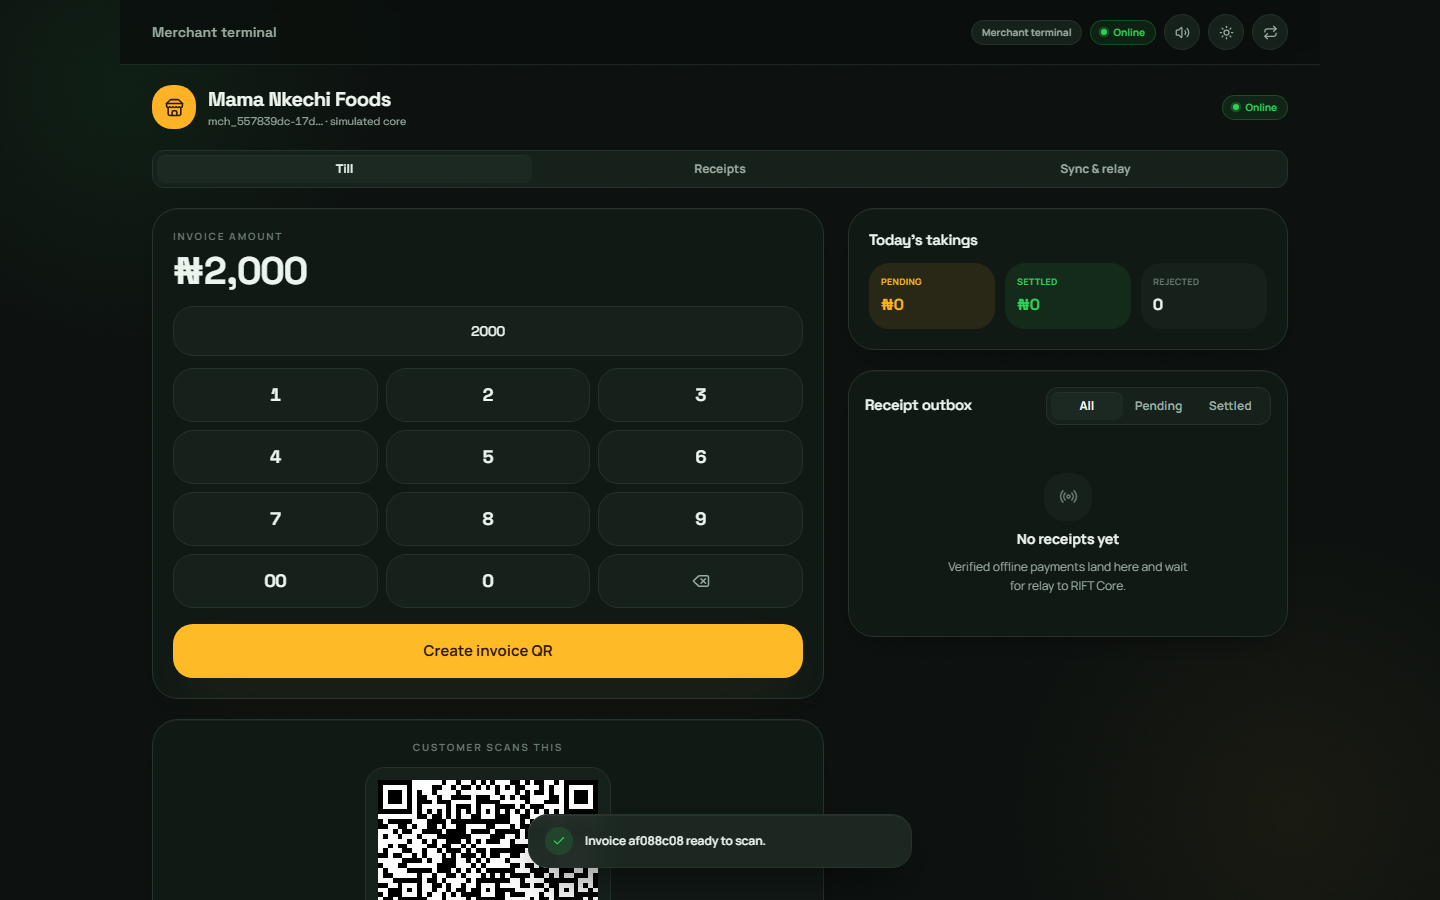 Merchant terminal
Merchant terminal
Online
Mama Nkechi Foods
mch_557839dc-17d... · simulated core
Online
Till
Receipts
Sync & relay
INVOICE AMOUNT
₦2,000
2000
1
2
3
4
5
6
7
8
9
00
0
Create invoice QR
CUSTOMER SCANS THIS
Invoice af088c08 ready to scan.
Today's takings
PENDING
₦0
SETTLED
₦0
REJECTED
0
Receipt outbox
All
Pending
Settled
No receipts yet
Verified offline payments land here and wait
for relay to RIFT Core.